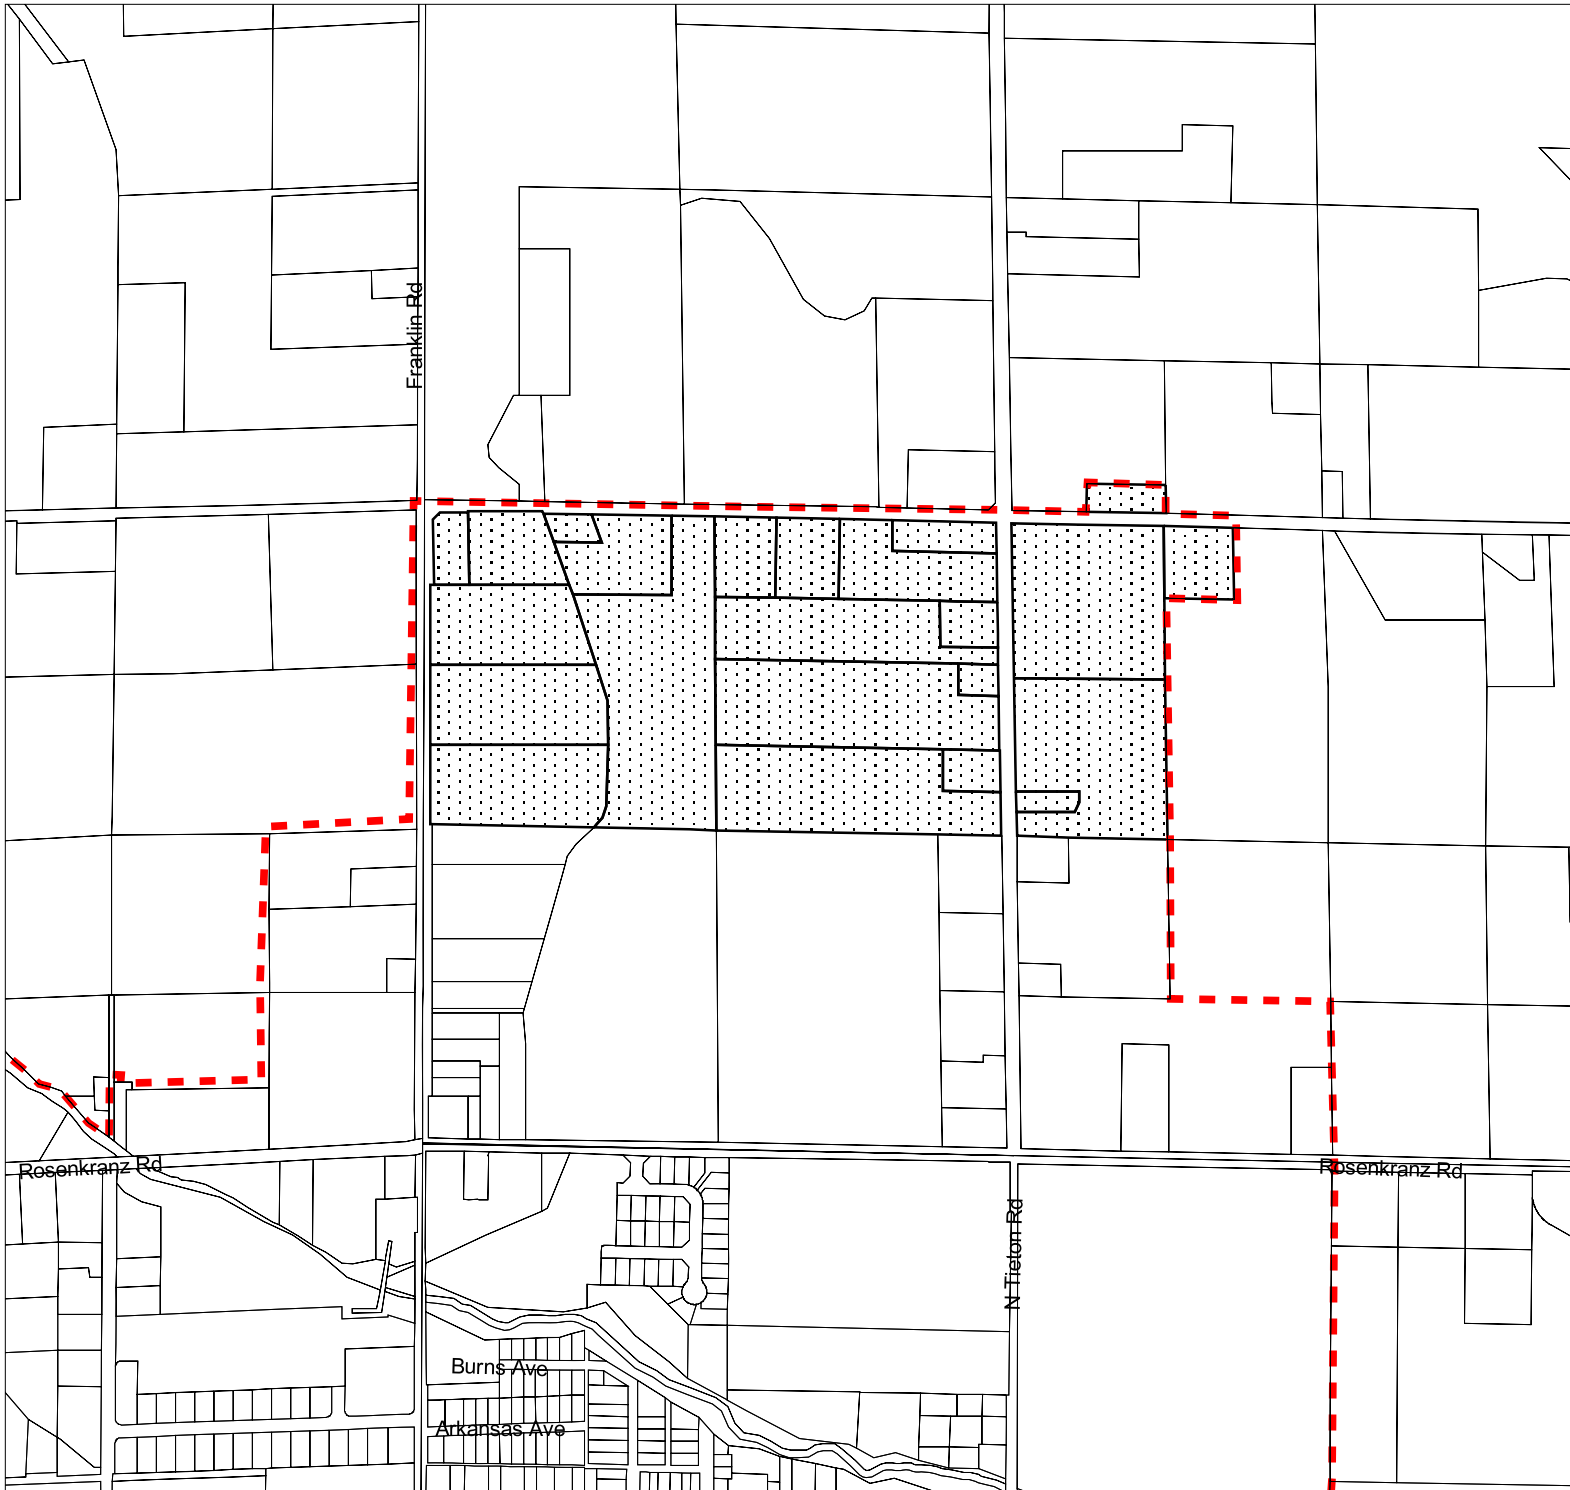 Franklin Rd
Rosenkranz Rd
Rosenkranz Rd
N Tieton Rd
Burns Ave
Arkansas Ave